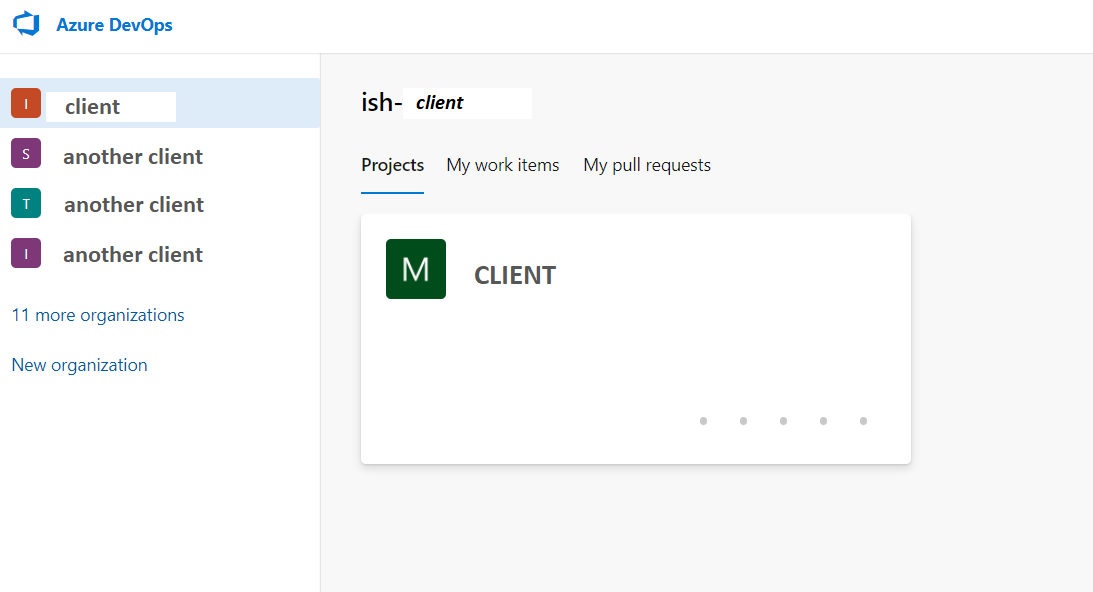 Azure DevOps
I client
S another client
T another client
I another client
11 more organizations
New organization
ish- client
Projects My work items My pull requests
M CLIENT